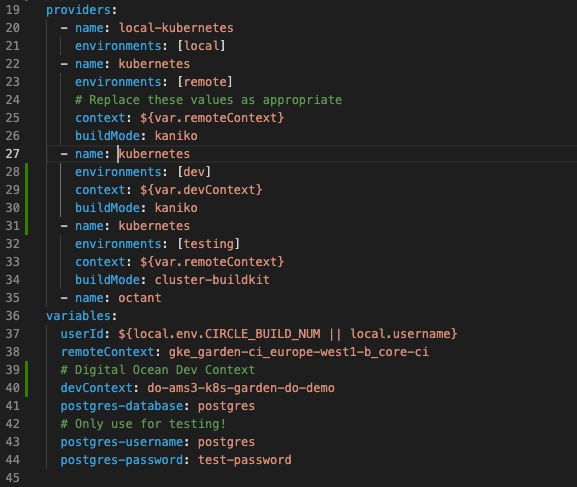 19 providers:
20   - name: local-kubernetes
21     environments: [local]
22   - name: kubernetes
23     environments: [remote]
24     # Replace these values as appropriate
25     context: ${var.remoteContext}
26     buildMode: kaniko
27   - name: kubernetes
28     environments: [dev]
29     context: ${var.devContext}
30     buildMode: kaniko
31   - name: kubernetes
32     environments: [testing]
33     context: ${var.remoteContext}
34     buildMode: cluster-buildkit
35   - name: octant
36 variables:
37   userId: ${local.env.CIRCLE_BUILD_NUM || local.username}
38   remoteContext: gke_garden-ci_europe-west1-b_core-ci
39   # Digital Ocean Dev Context
40   devContext: do-ams3-k8s-garden-do-demo
41   postgres-database: postgres
42   # Only use for testing!
43   postgres-username: postgres
44   postgres-password: test-password
45